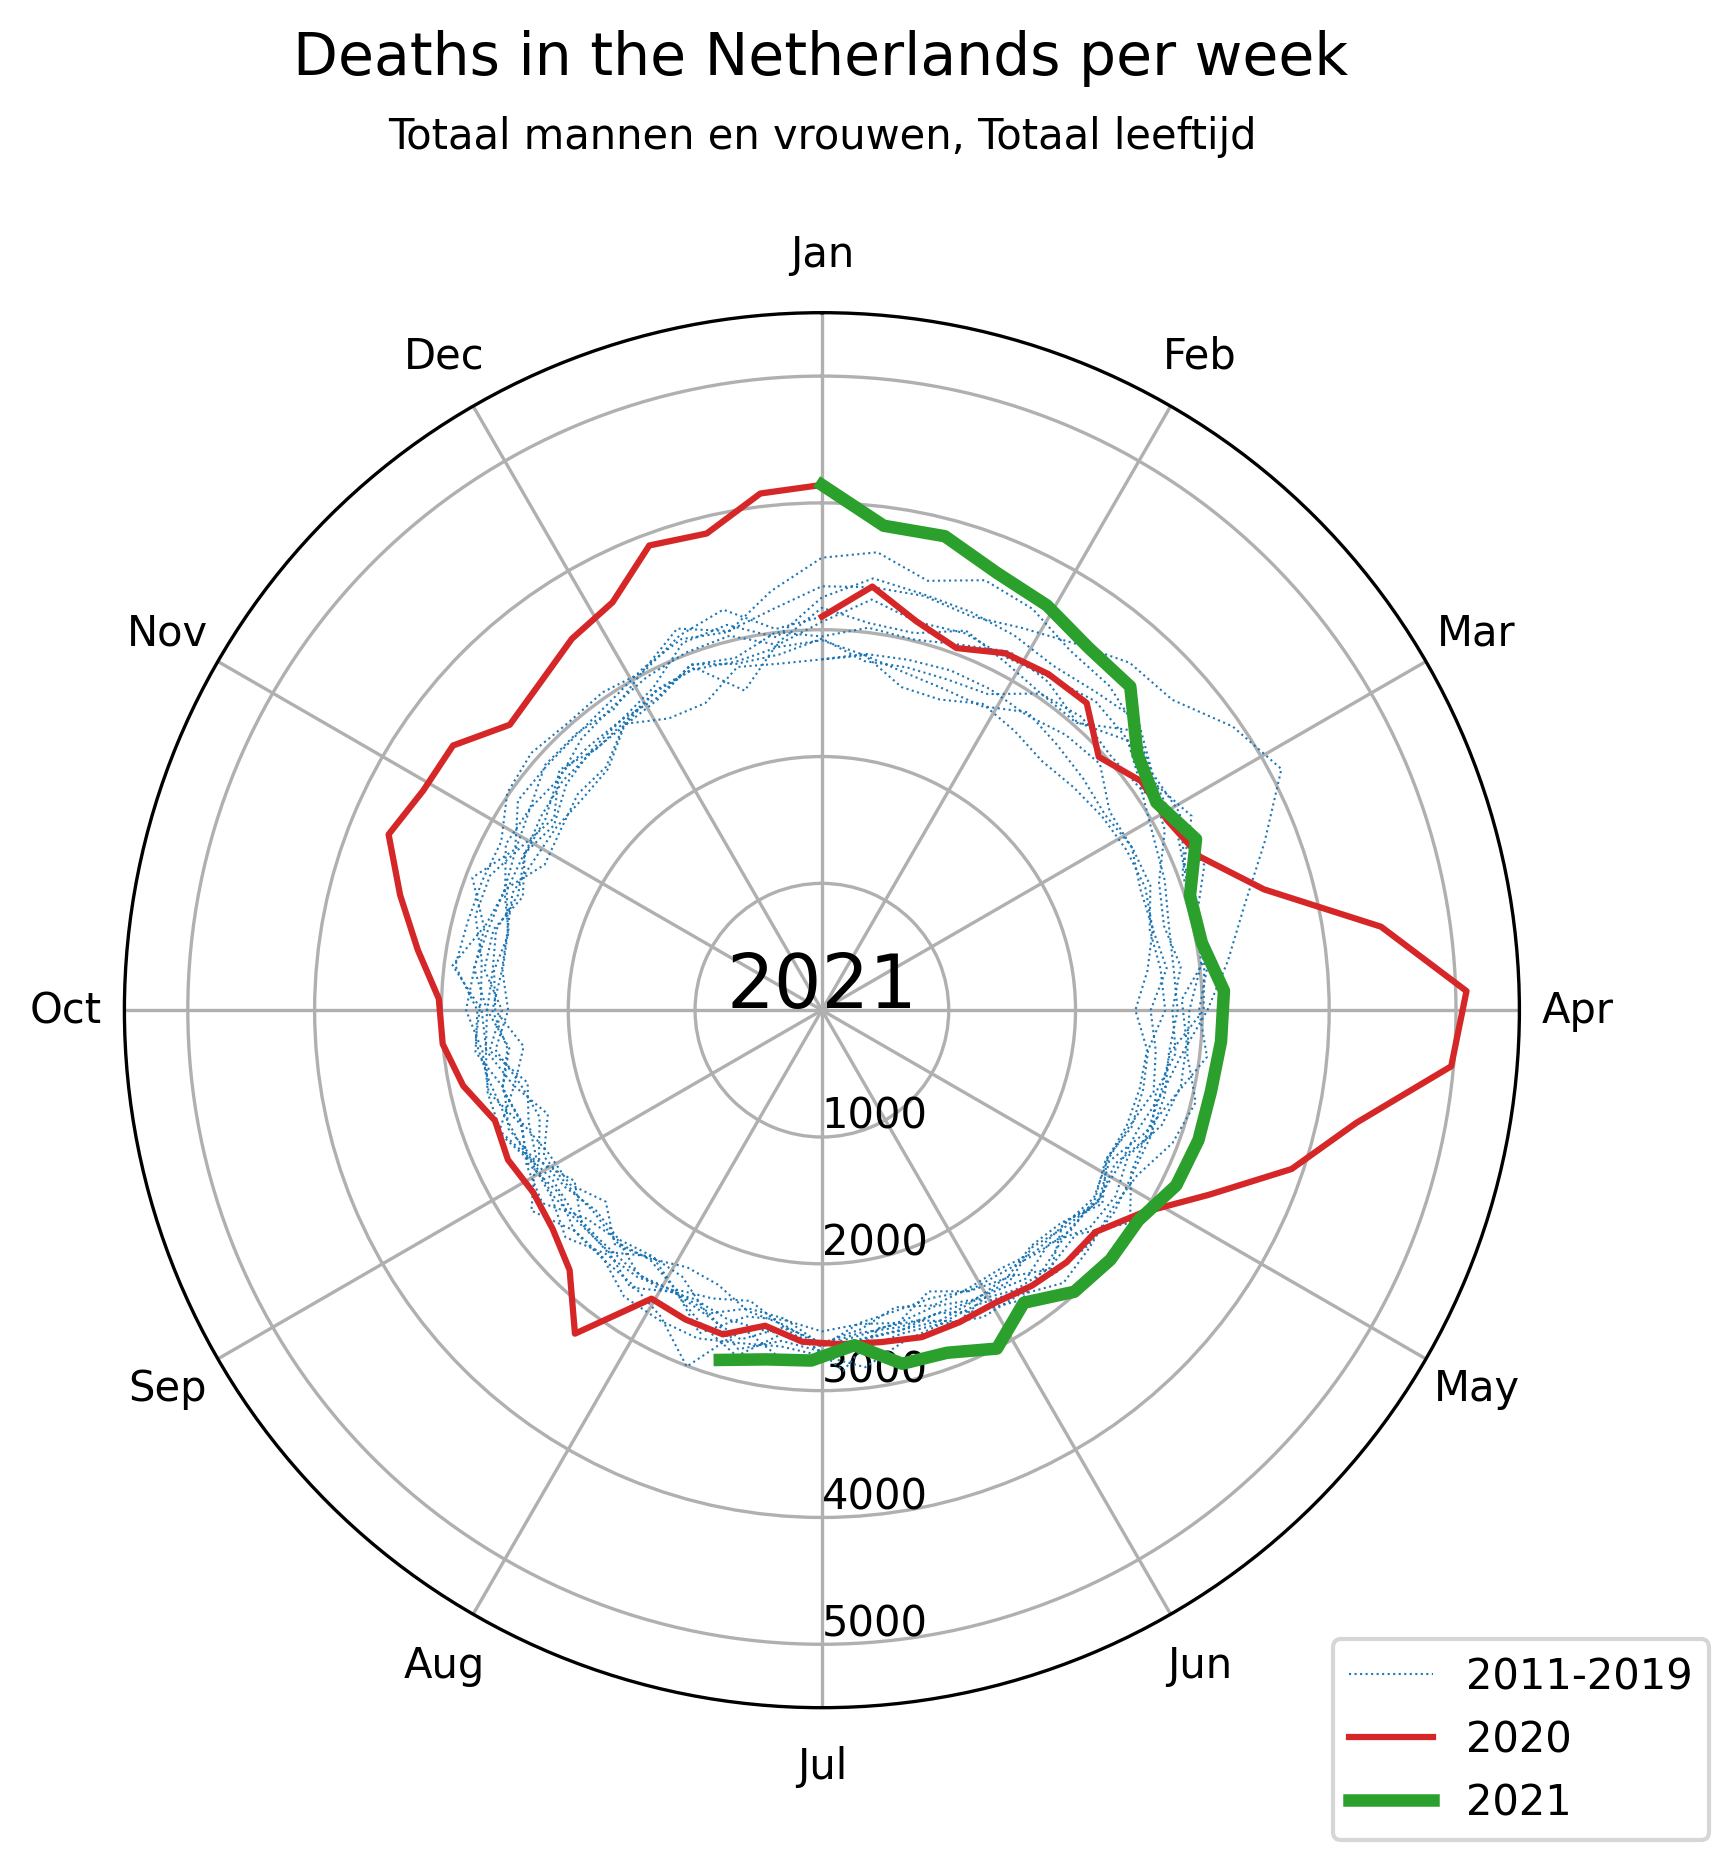 Deaths in the Netherlands per week
Totaal mannen en vrouwen, Totaal leeftijd
Jan
Dec
Feb
Nov
Mar
2021
Oct
Apr
1000
2000
3000
Sep
May
4000
5000
Aug
Jun
Jul
2011-2019
2020
2021